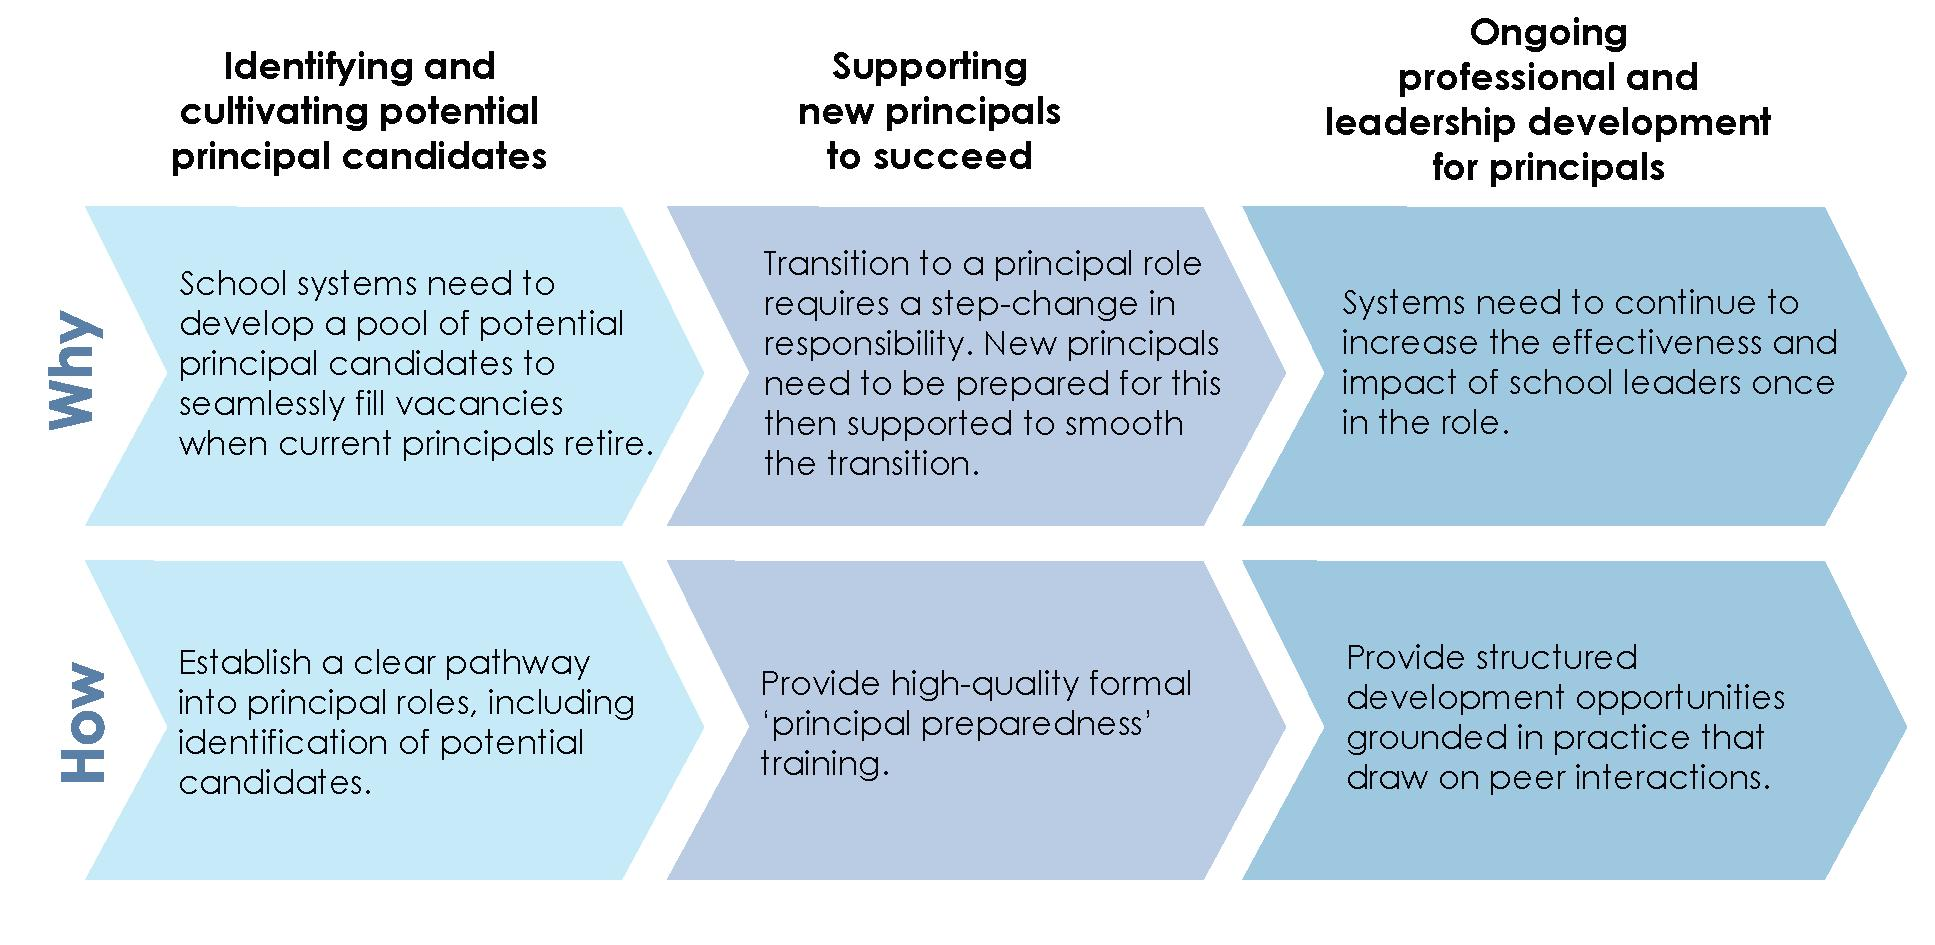 Identifying and
cultivating potential
principal candidates
Supporting
new principals
to succeed
Ongoing
professional and
leadership development
for principals
Why
School systems need to
develop a pool of potential
principal candidates to
seamlessly fill vacancies
when current principals retire.
Transition to a principal role
requires a step-change in
responsibility. New principals
need to be prepared for this
then supported to smooth
the transition.
Systems need to continue to
increase the effectiveness and
impact of school leaders once
in the role.
How
Establish a clear pathway
into principal roles, including
identification of potential
candidates.
Provide high-quality formal
‘principal preparedness’
training.
Provide structured
development opportunities
grounded in practice that
draw on peer interactions.